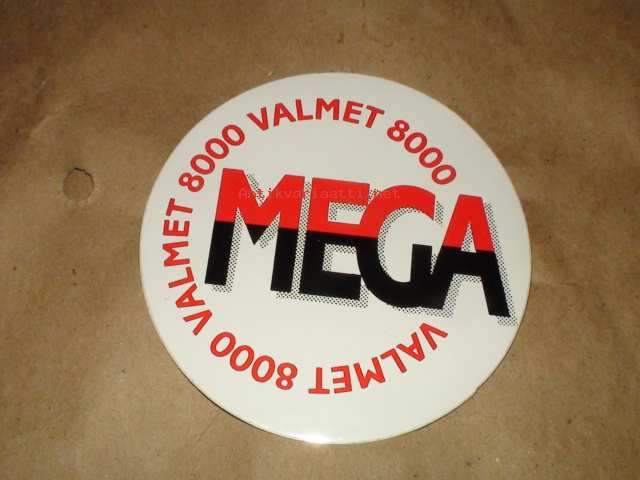 VALMET 8000 VALMET 8000 VALMET 8000
MEGA
Antikvariaatti.net